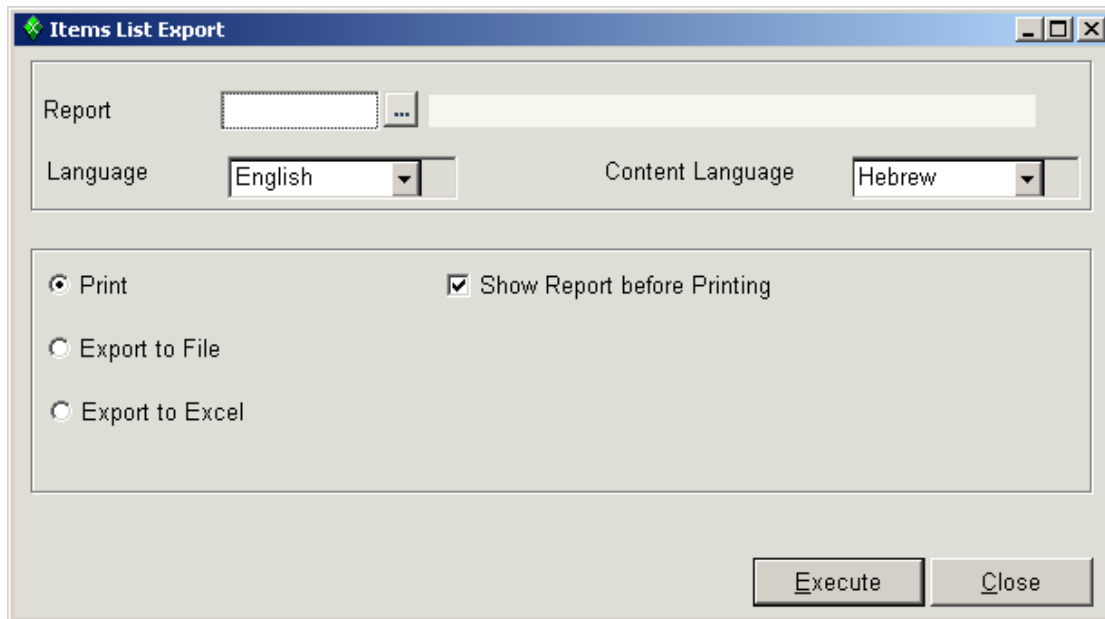 Items List Export
Report ...
Language English Content Language Hebrew
Print Show Report before Printing
Export to File
Export to Excel
Execute Close